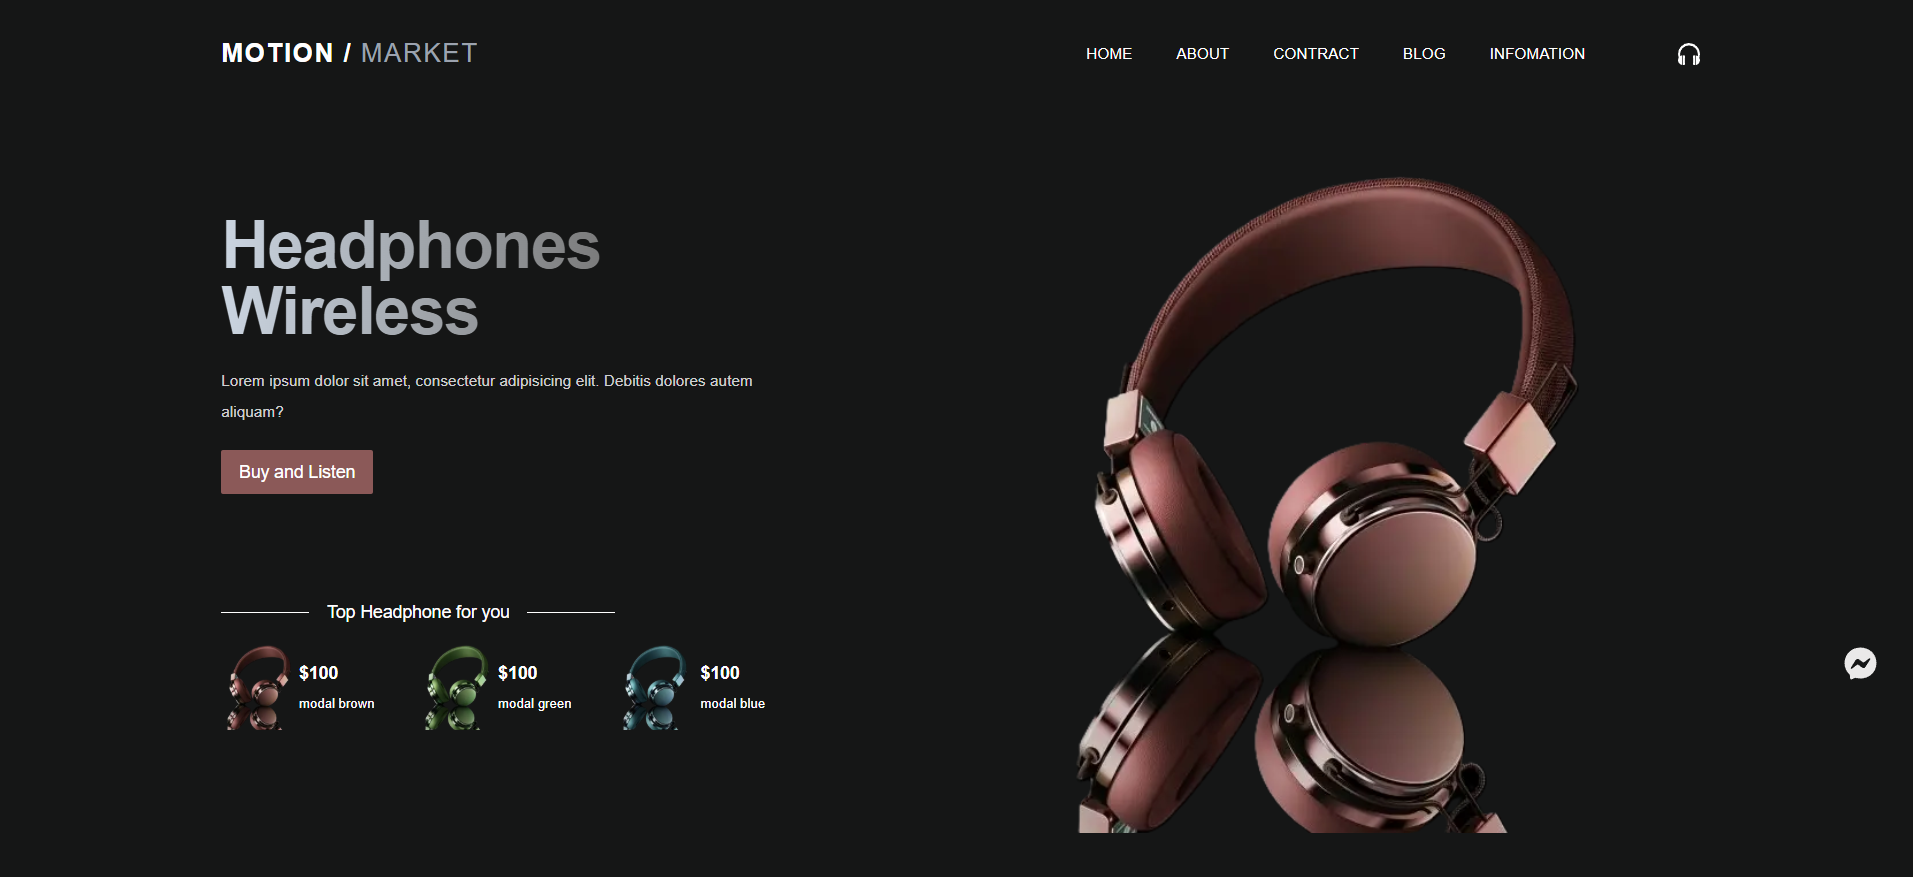 MOTION / MARKET
HOME ABOUT CONTRACT BLOG INFOMATION
Headphones
Wireless
Lorem ipsum dolor sit amet, consectetur adipisicing elit. Debitis dolores autem
aliquam?
Buy and Listen
Top Headphone for you
$100
modal brown
$100
modal green
$100
modal blue